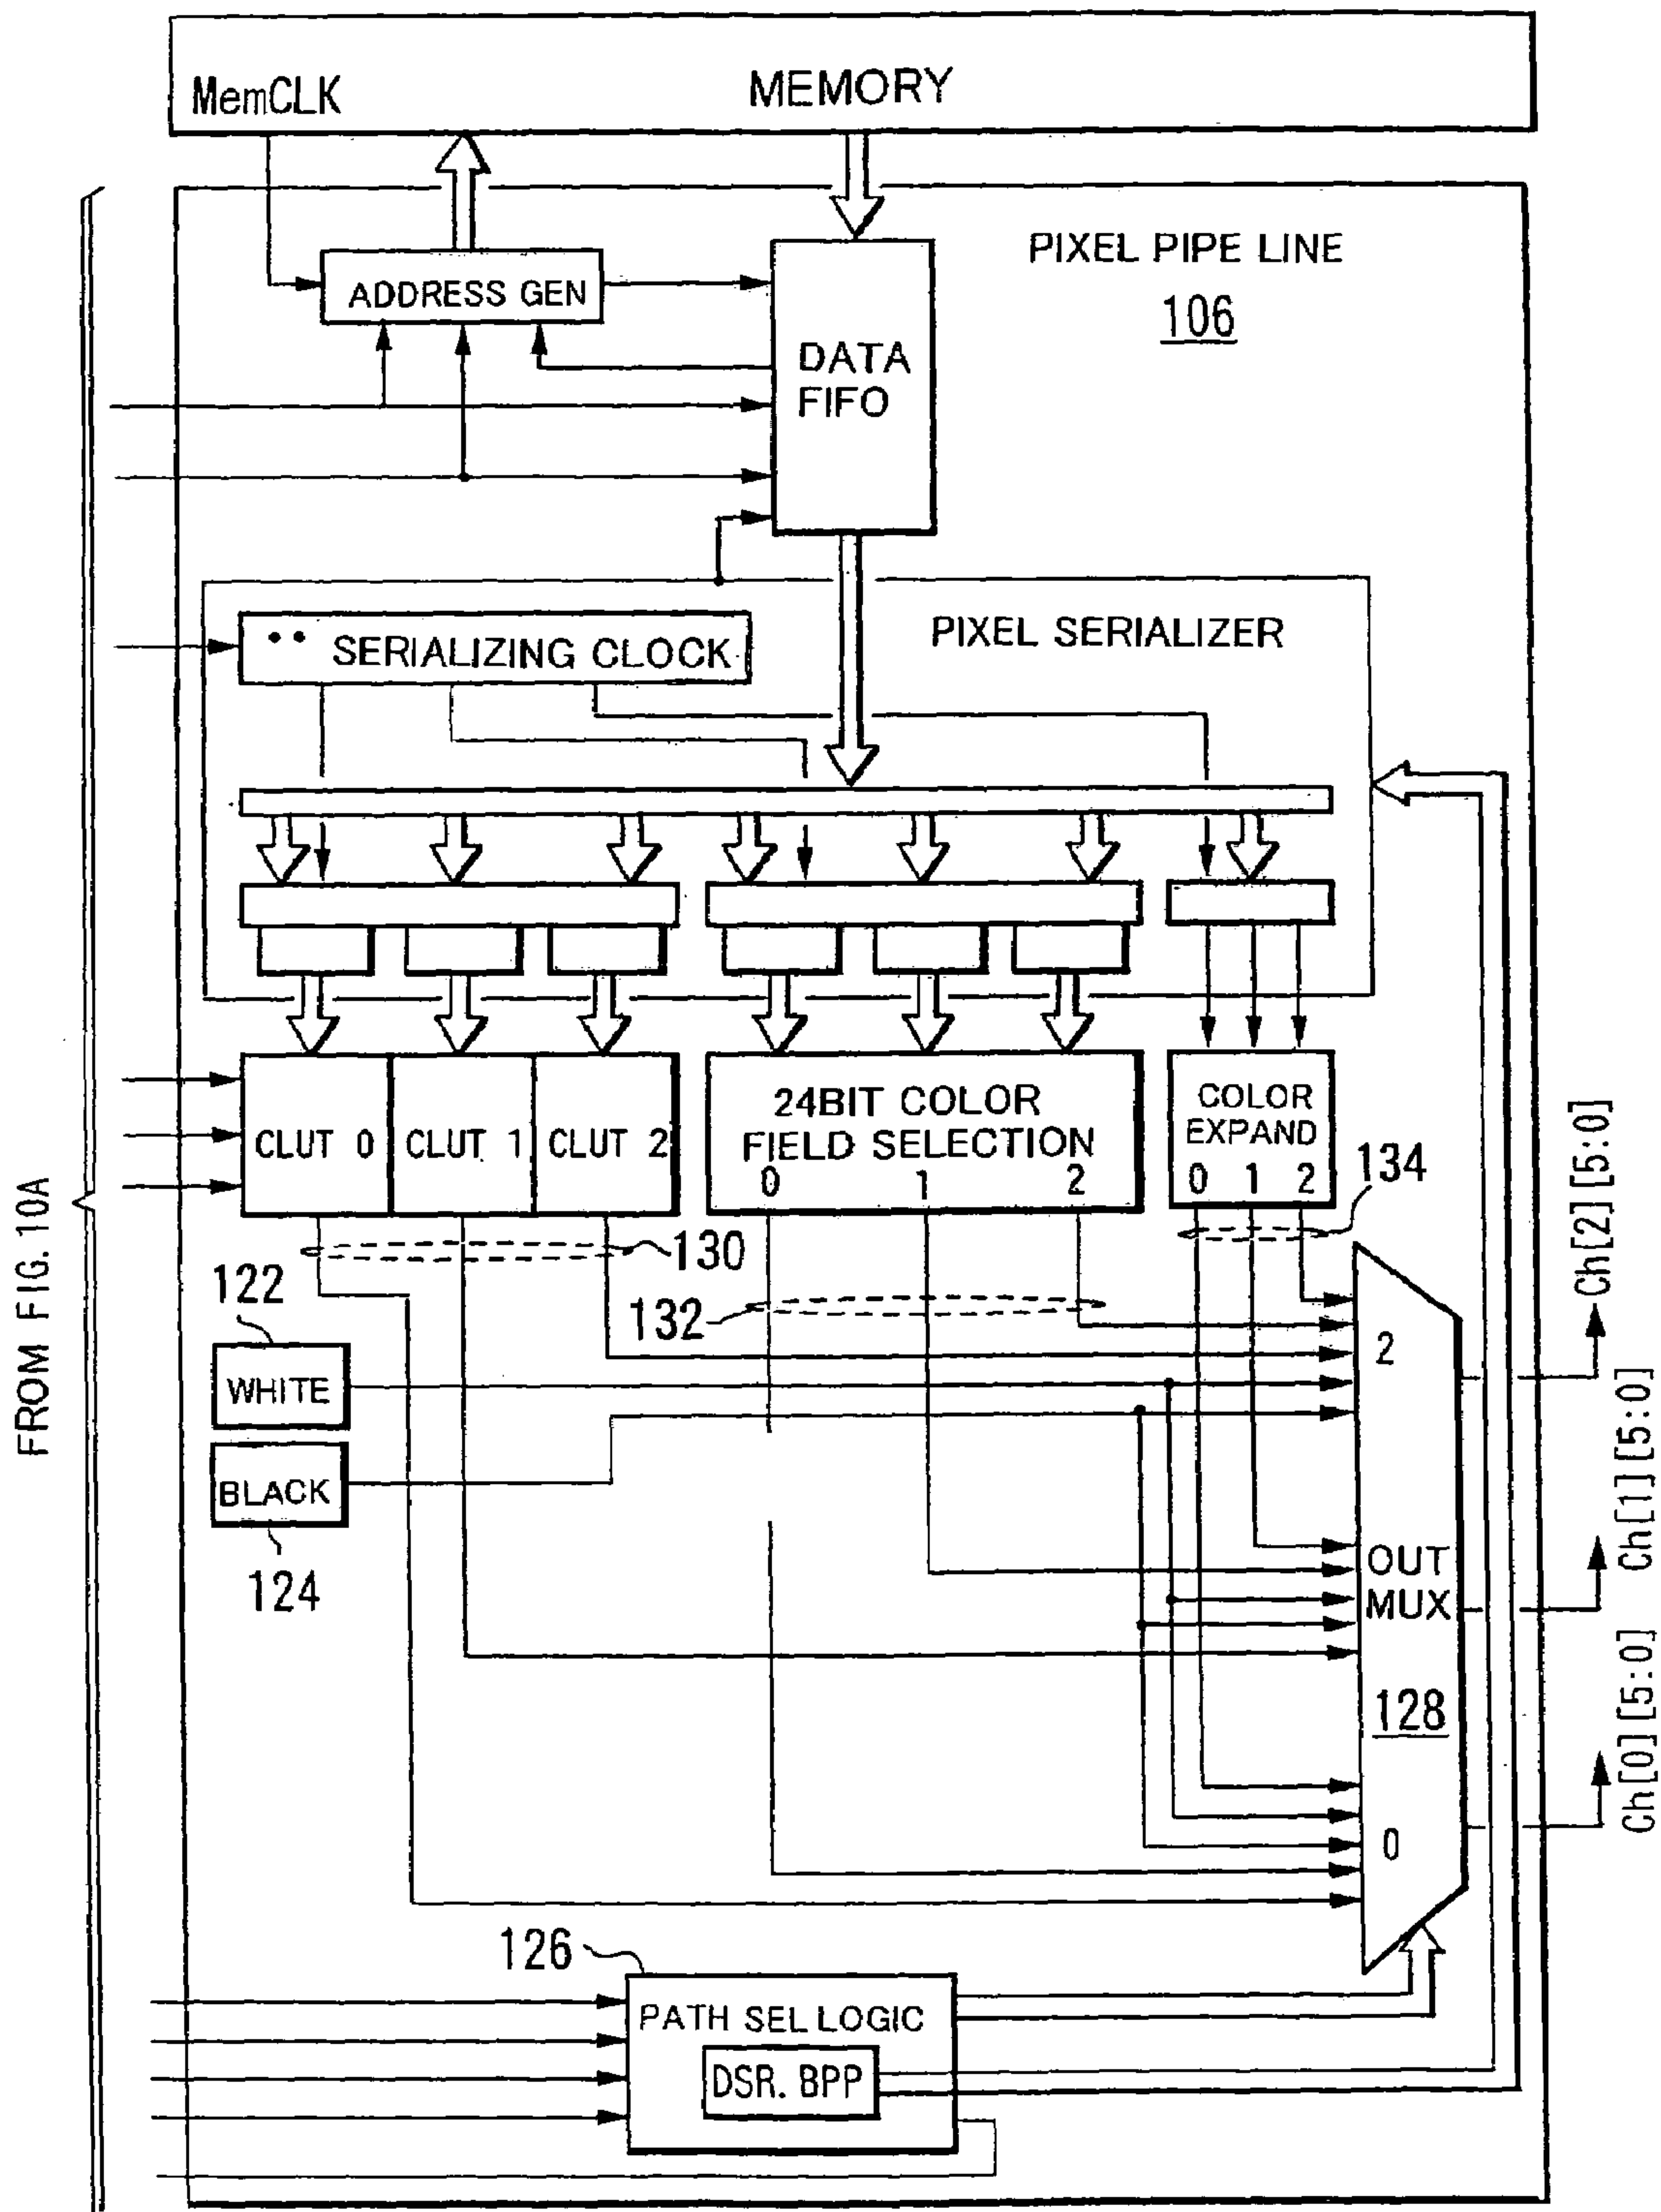 MemCLK
MEMORY
PIXEL PIPE LINE
106
ADDRESS GEN
DATA
FIFO
SERIALIZING CLOCK
PIXEL SERIALIZER
CLUT 0
CLUT 1
CLUT 2
24BIT COLOR
FIELD SELECTION
0 1 2
COLOR
EXPAND
0 1 2
134
130
132
122
WHITE
BLACK
124
2
OUT
MUX
128
0
Ch[2][5:0]
Ch[1][5:0]
Ch[0][5:0]
126
PATH SEL LOGIC
DSR. BPP
FROM FIG. 10A